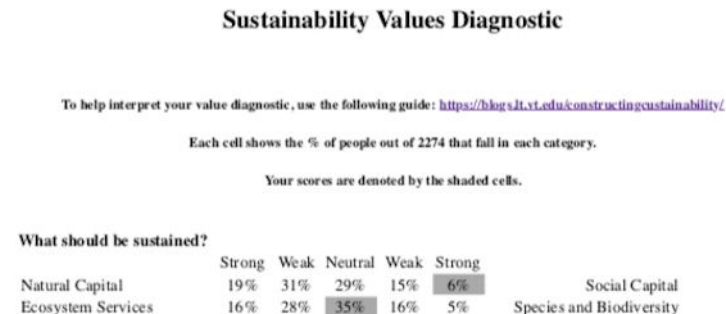 Sustainability Values Diagnostic
To help interpret your value diagnostic, use the following guide: https://blogs.lt.vt.edu/constructingcustainability/
Each cell shows the % of people out of 2274 that fall in each category.
Your scores are denoted by the shaded cells.
What should be sustained?
Strong Weak Neutral Weak Strong
Natural Capital 19% 31% 29% 15% 6% Social Capital
Ecosystem Services 16% 28% 35% 16% 5% Species and Biodiversity